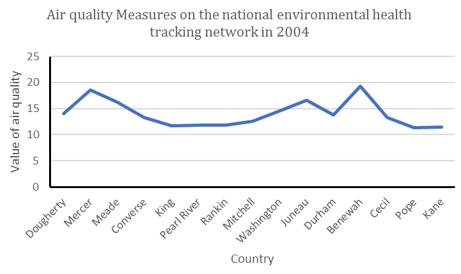 Air quality Measures on the national environmental health
tracking network in 2004
Value of air quality
25
20
15
10
5
0
Dougherty
Mercer
Meade
Converse
King
Pearl River
Rankin
Mitchell
Washington
Juneau
Durham
Benewah
Cecil
Pope
Kane
Country